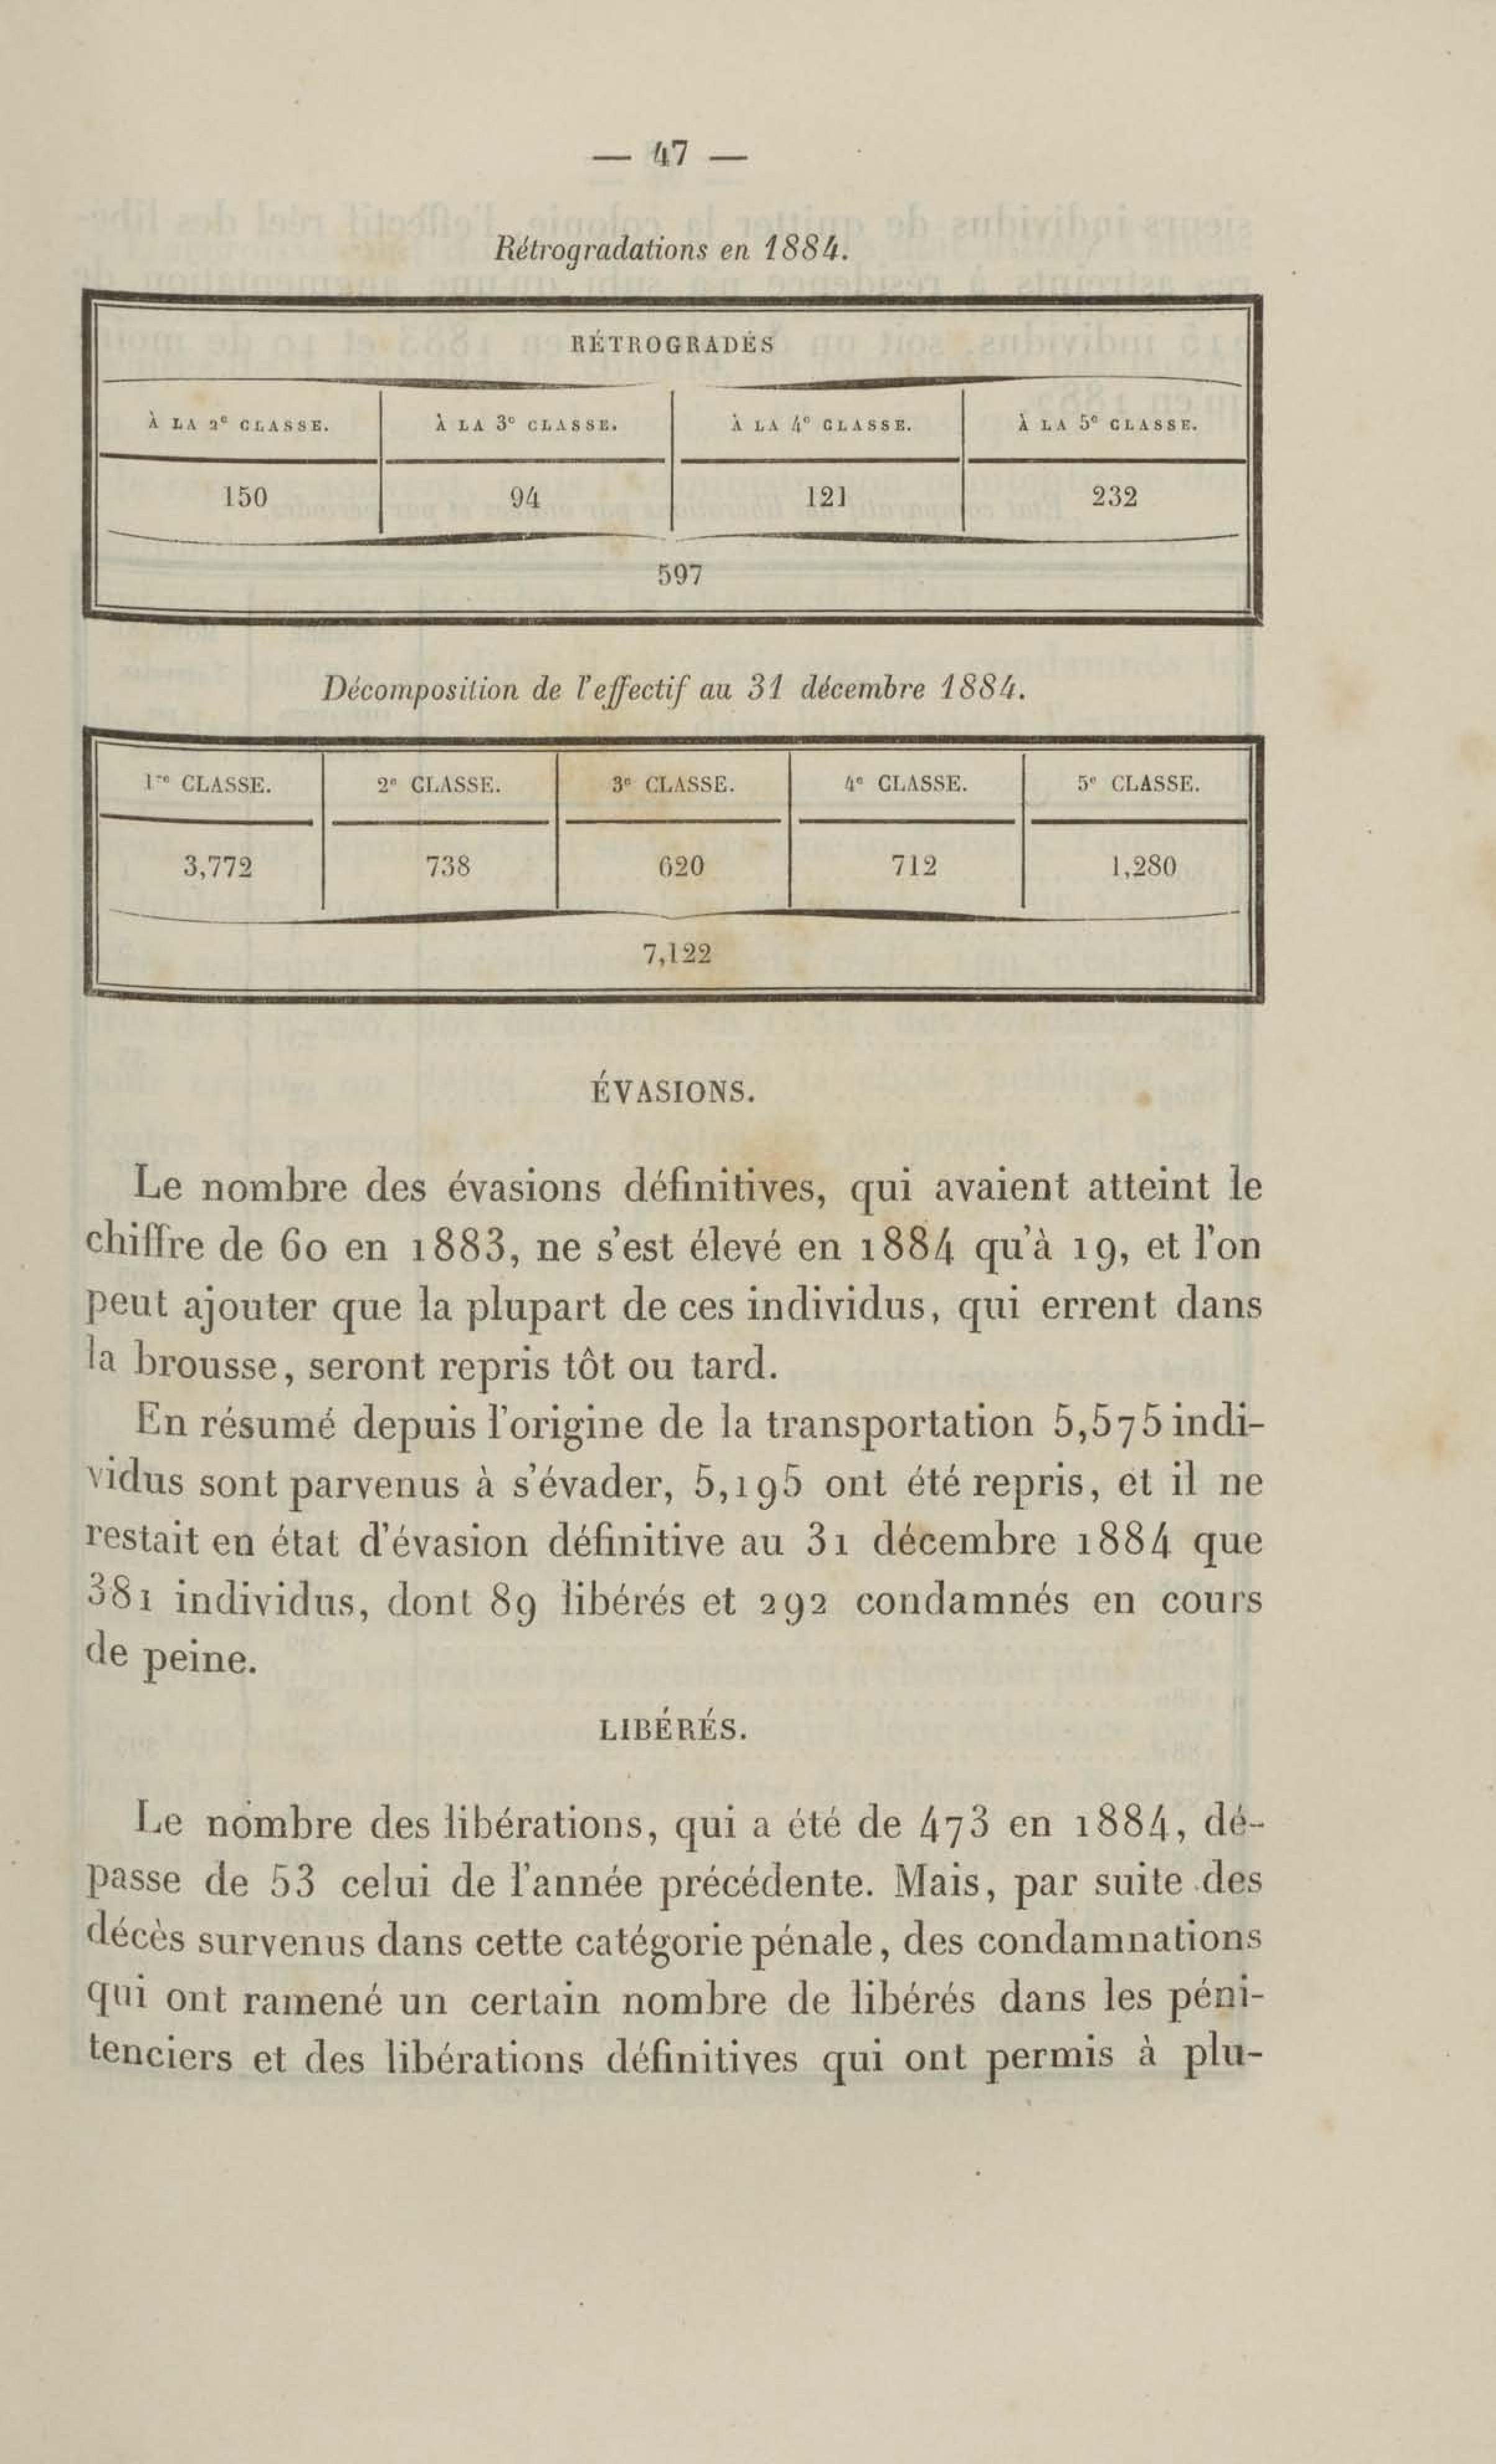 — 47 —
Rétrogradations en 1884.
RÉTROGRADÉS
À LA 2e CLASSE. À LA 3e CLASSE. À LA 4e CLASSE. À LA 5e CLASSE.
150 94 121 232
597
Décomposition de l'effectif au 31 décembre 1884.
1re CLASSE. 2e CLASSE. 3e CLASSE. 4e CLASSE. 5e CLASSE.
3,772 738 620 712 1,280
7,122
ÉVASIONS.
Le nombre des évasions définitives, qui avaient atteint le
chiffre de 60 en 1883, ne s'est élevé en 1884 qu'à 19, et l'on
peut ajouter que la plupart de ces individus, qui errent dans
la brousse, seront repris tôt ou tard.
En résumé depuis l'origine de la transportation 5,575 indi-
vidus sont parvenus à s'évader, 5,195 ont été repris, et il ne
restait en état d'évasion définitive au 31 décembre 1884 que
381 individus, dont 89 libérés et 292 condamnés en cours
de peine.
LIBÉRÉS.
Le nombre des libérations, qui a été de 473 en 1884, dé-
passe de 53 celui de l'année précédente. Mais, par suite des
décès survenus dans cette catégorie pénale, des condamnations
qui ont ramené un certain nombre de libérés dans les péni-
tenciers et des libérations définitives qui ont permis à plu-